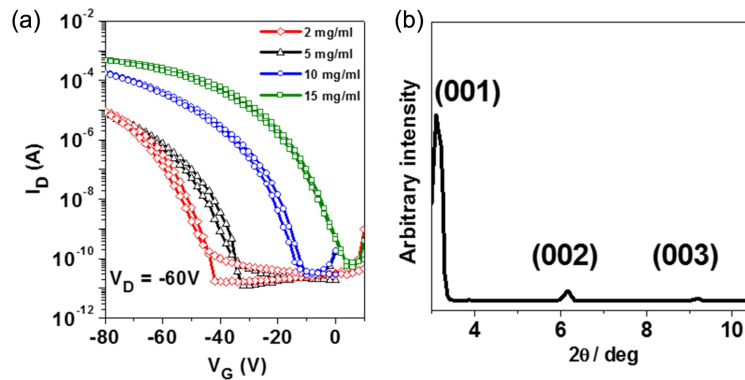 (a)
10^-2
10^-4
10^-6
10^-8
10^-10
10^-12
I_D (A)
2 mg/ml
5 mg/ml
10 mg/ml
15 mg/ml
V_D = -60V
-80 -60 -40 -20 0
V_G (V)
(b)
Arbitrary intensity
(001)
(002)
(003)
4 6 8 10
2θ/ deg